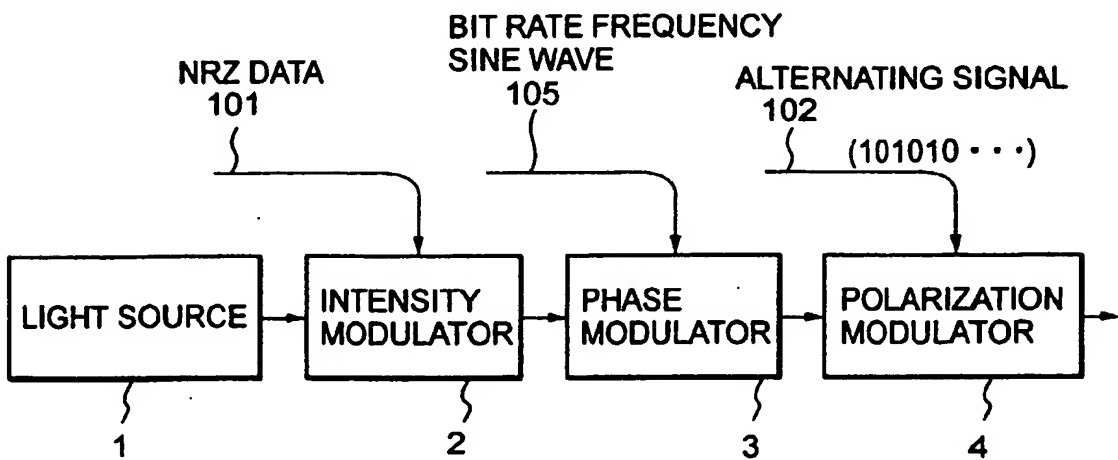 BIT RATE FREQUENCY
SINE WAVE
105
NRZ DATA
101
ALTERNATING SIGNAL
102
(101010 · · ·)
LIGHT SOURCE
INTENSITY
MODULATOR
PHASE
MODULATOR
POLARIZATION
MODULATOR
1
2
3
4